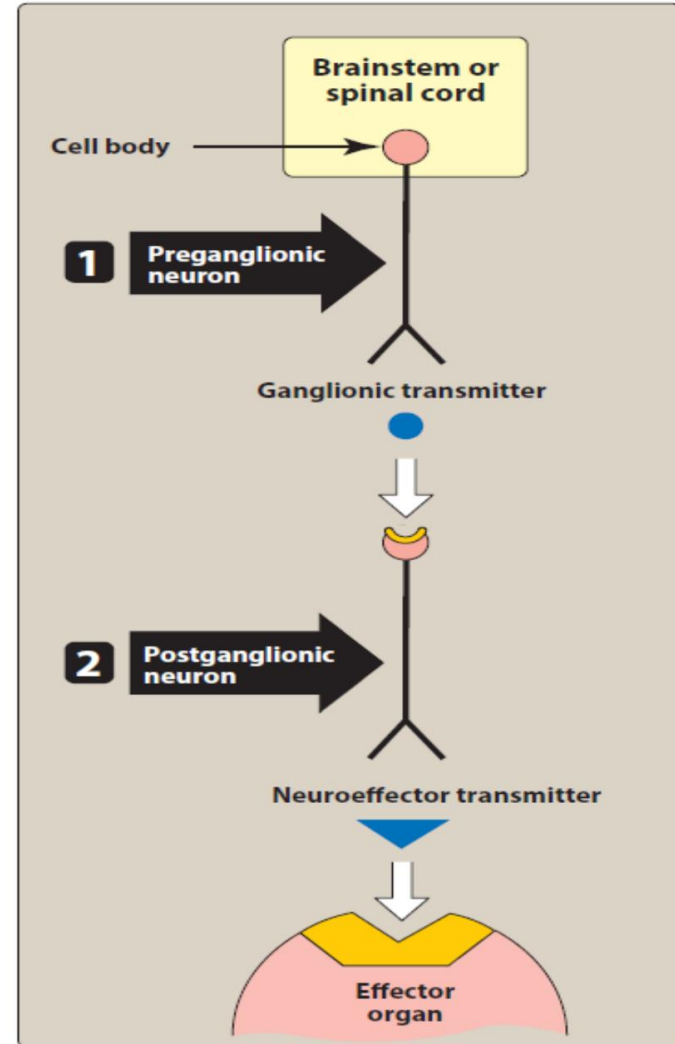 Brainstem or
spinal cord
Cell body
1
Preganglionic
neuron
Ganglionic transmitter
2
Postganglionic
neuron
Neuroeffector transmitter
Effector
organ